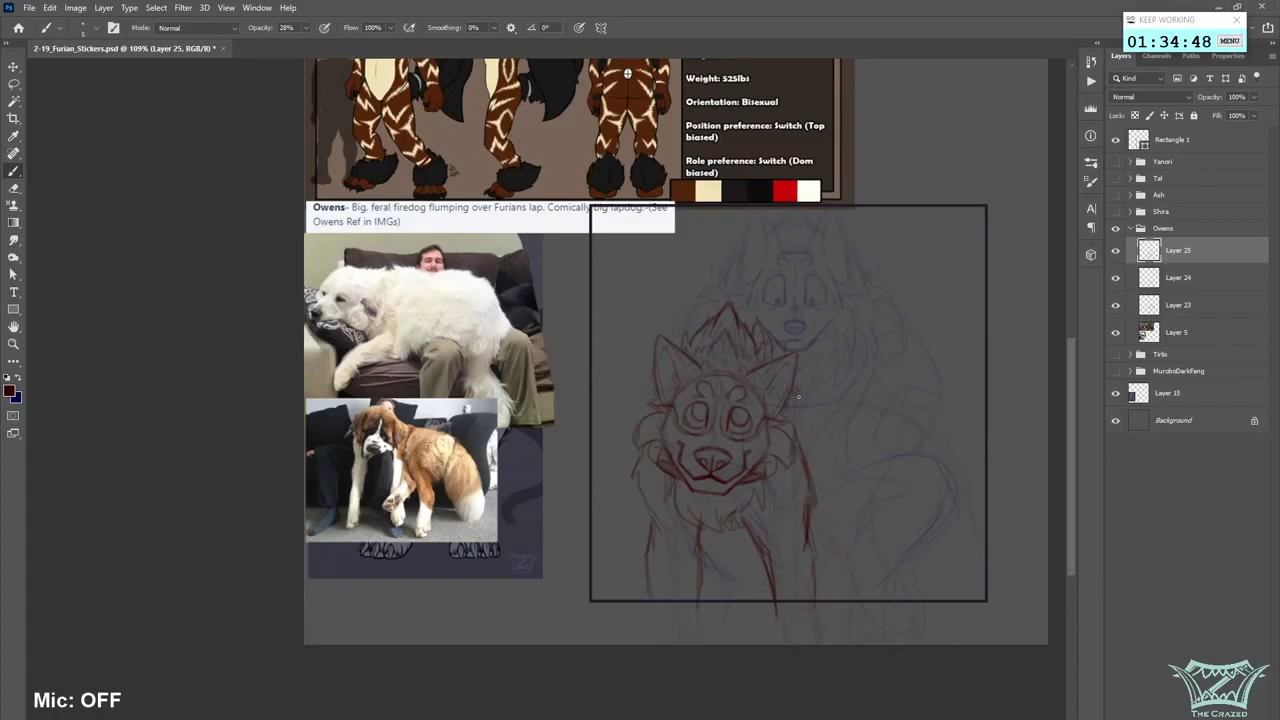 File Edit Image Layer Type Select Filter 3D View Window Help
KEEP WORKING
01:34:48 MENU
Mode: Normal Opacity: 28% Flow: 100% Smoothing: 0% 0°
5
2-19_Furian_Stickers.psd @ 109% (Layer 25, RGB/8) *
Layers Channels Paths Properties
Kind
Normal Opacity: 100%
Lock: Fill: 100%
Rectangle 1
Yanori
Tal
Ash
Shira
Owens
Layer 25
Layer 24
Layer 23
Layer 5
Tirlix
MuroboDarkFang
Layer 15
Background
Weight: 525lbs
Orientation: Bisexual
Position preference: Switch (Top
biased)
Role preference: Switch (Dom
biased)
Owens- Big, feral firedog flumping over Furians lap. Comically big lapdog.-(See
Owens Ref in IMGs)
Mic: OFF
THE CRAZED